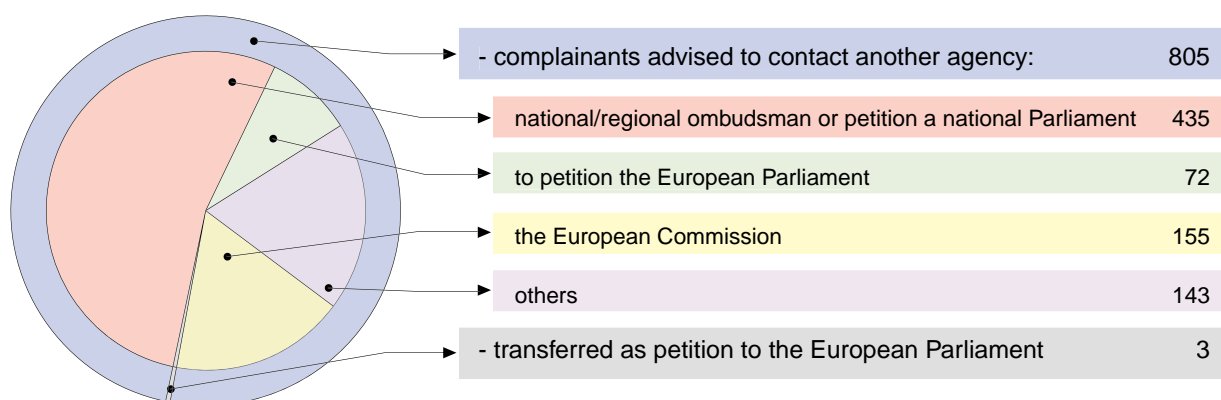 - complainants advised to contact another agency: 805
national/regional ombudsman or petition a national Parliament 435
to petition the European Parliament 72
the European Commission 155
others 143
- transferred as petition to the European Parliament 3